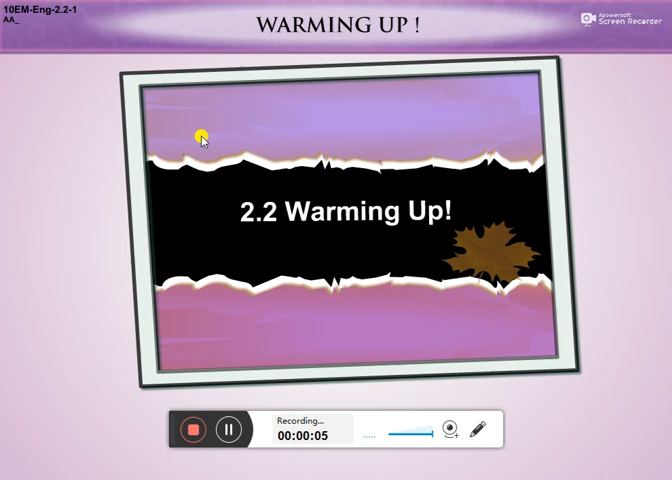 10EM-Eng-2.2-1
AA_
WARMING UP !
Apowersoft
Screen Recorder
2.2 Warming Up!
Recording...
00:00:05